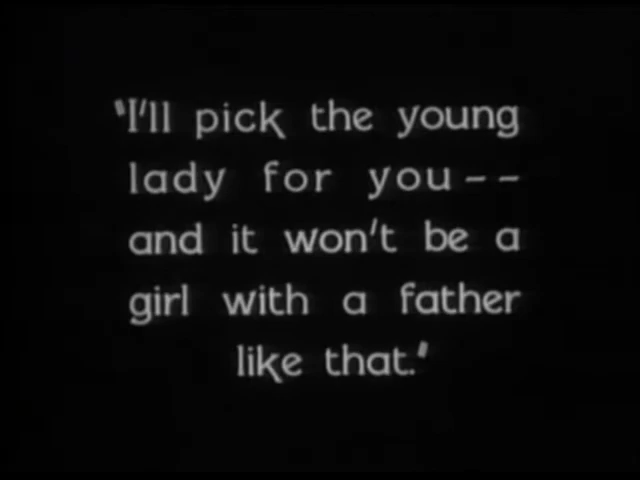 "I'll pick the young
lady for you--
and it won't be a
girl with a father
like that."